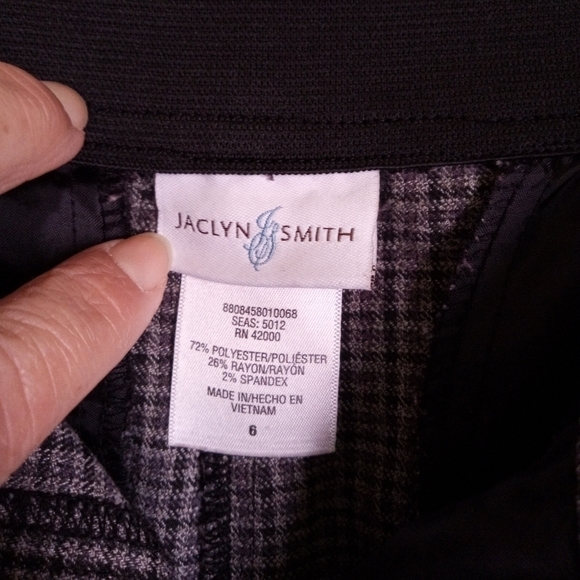 JACLYN JS SMITH
8808458010068
SEAS: 5012
RN 42000
72% POLYESTER/POLIÉSTER
26% RAYON/RAYÓN
2% SPANDEX
MADE IN/HECHO EN
VIETNAM
6